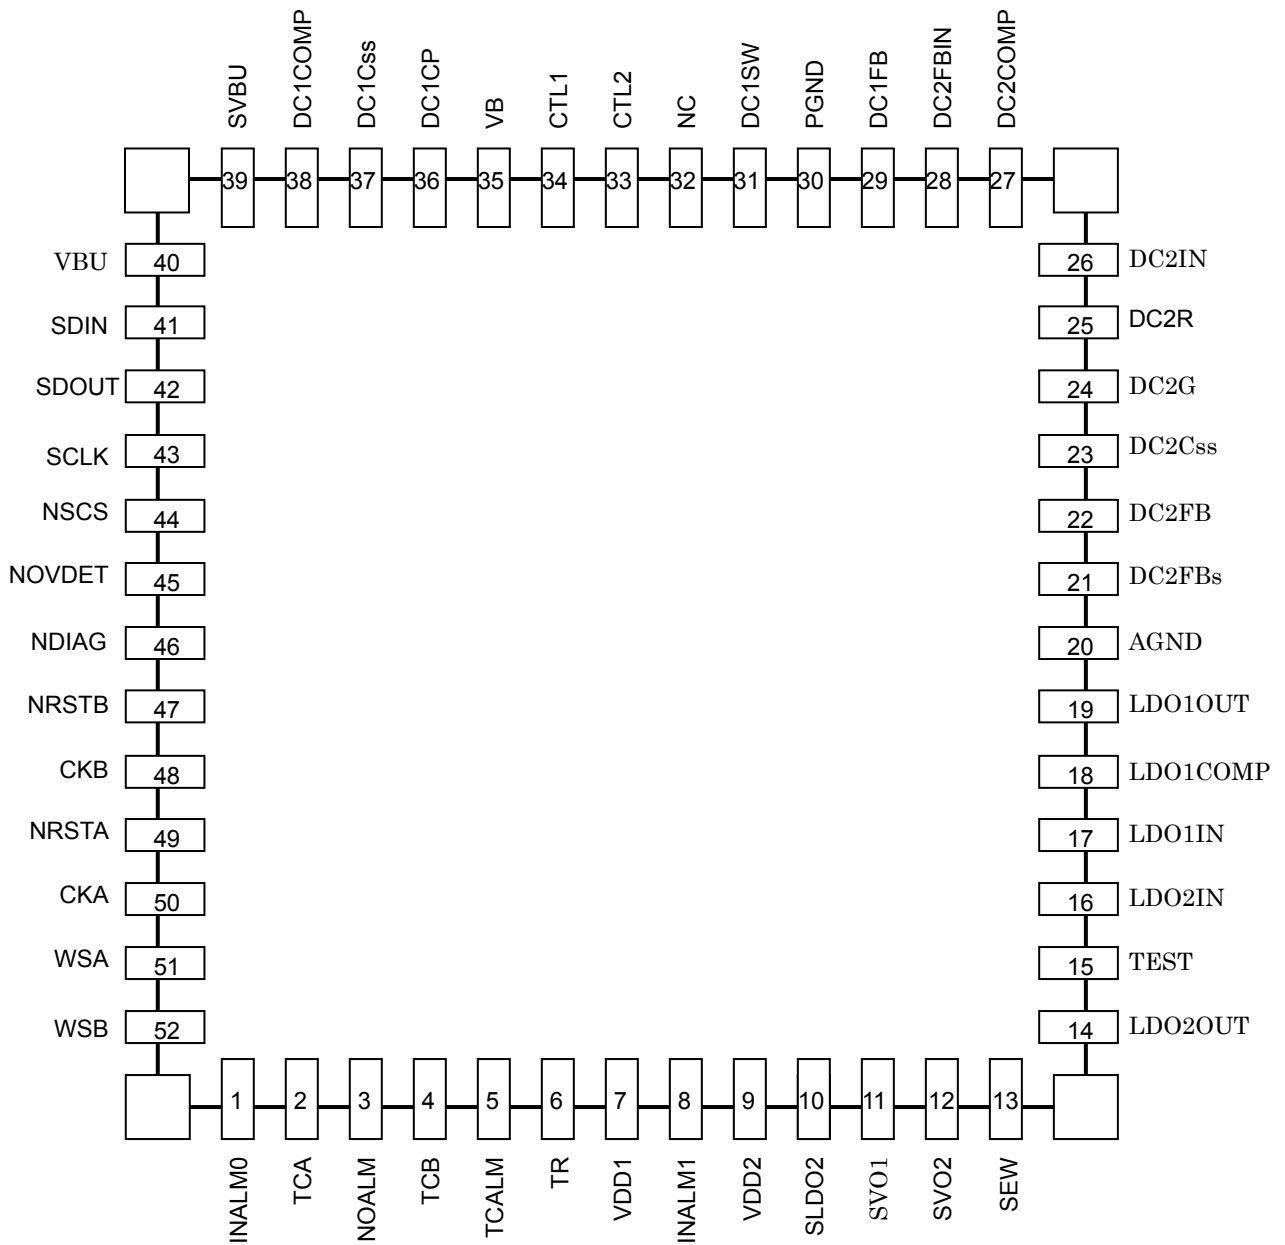 SVBU DC1COMP DC1Css DC1CP VB CTL1 CTL2 NC DC1SW PGND DC1FB DC2FBIN DC2COMP
39 38 37 36 35 34 33 32 31 30 29 28 27
VBU 40 26 DC2IN
SDIN 41 25 DC2R
SDOUT 42 24 DC2G
SCLK 43 23 DC2Css
NSCS 44 22 DC2FB
NOVDET 45 21 DC2FBs
NDIAG 46 20 AGND
NRSTB 47 19 LDO1OUT
CKB 48 18 LDO1COMP
NRSTA 49 17 LDO1IN
CKA 50 16 LDO2IN
WSA 51 15 TEST
WSB 52 14 LDO2OUT
1 2 3 4 5 6 7 8 9 10 11 12 13
INALM0 TCA NOALM TCB TCALM TR VDD1 INALM1 VDD2 SLDO2 SVO1 SVO2 SEW